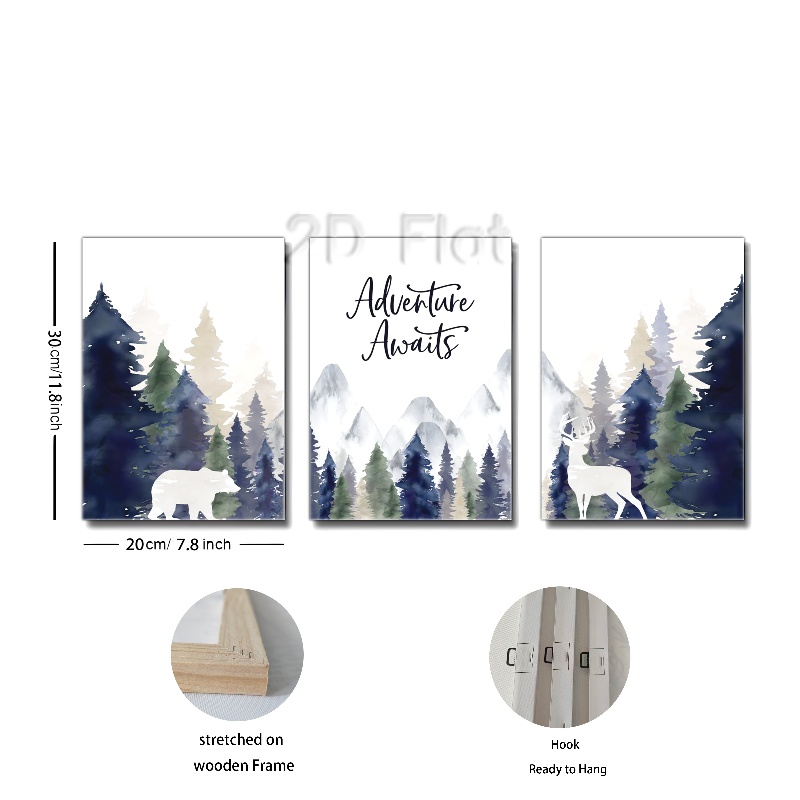 2D Flat
Adventure
Awaits
30cm/11.8inch
20cm/ 7.8 inch
stretched on
wooden Frame
Hook
Ready to Hang